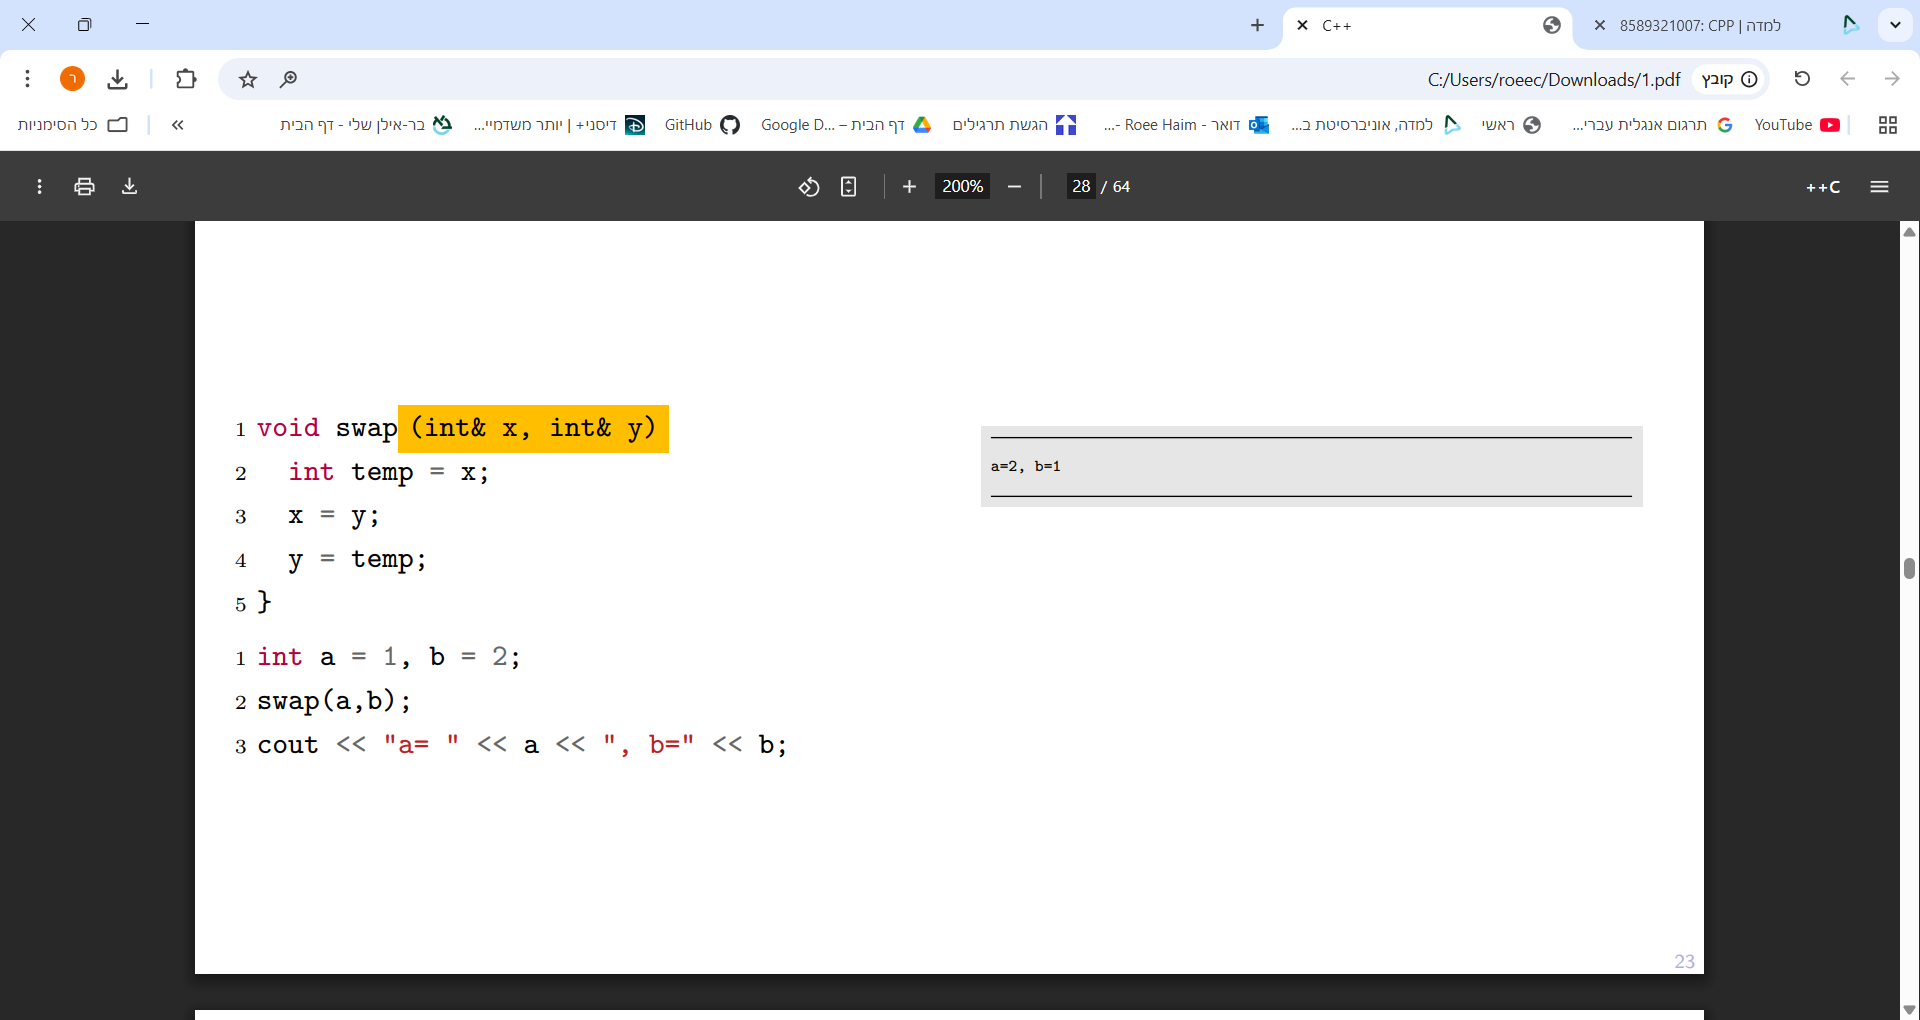 C++
8589321007: CPP | למדה
ר
C:/Users/roeec/Downloads/1.pdf
קובץ
כל הסימניות
«
בר-אילן שלי - דף הבית
דיסני+ | יותר משדמיי...
GitHub
דף הבית – Google D...
הגשת תרגילים
דואר - Roee Haim -...
למדה, אוניברסיטת ב...
ראשי
תרגום אנגלית עברי...
YouTube
200%
28 / 64
++C
1 void swap (int& x, int& y)
2 int temp = x;
3 x = y;
4 y = temp;
5 }
a=2, b=1
1 int a = 1, b = 2;
2 swap(a,b);
3 cout << "a= " << a << ", b=" << b;
23